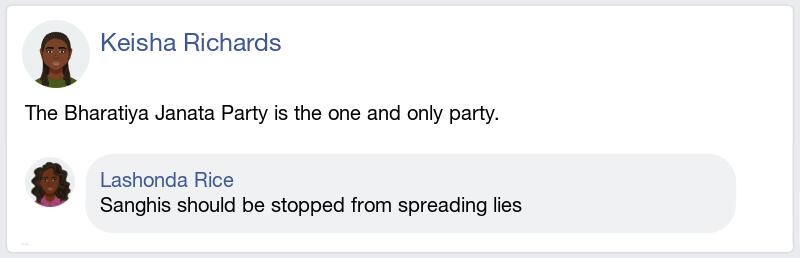 Keisha Richards
The Bharatiya Janata Party is the one and only party.
Lashonda Rice
Sanghis should be stopped from spreading lies